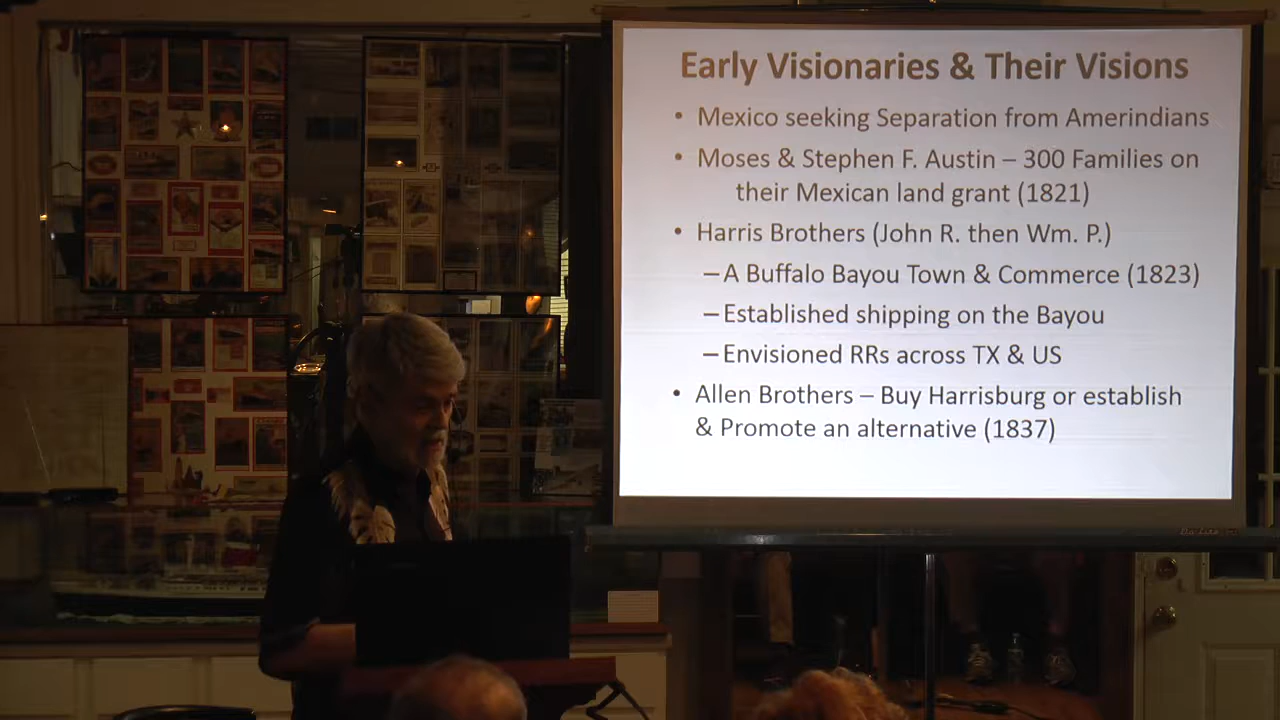 Early Visionaries & Their Visions
• Mexico seeking Separation from Amerindians
• Moses & Stephen F. Austin – 300 Families on
their Mexican land grant (1821)
• Harris Brothers (John R. then Wm. P.)
– A Buffalo Bayou Town & Commerce (1823)
– Established shipping on the Bayou
– Envisioned RRs across TX & US
• Allen Brothers – Buy Harrisburg or establish
& Promote an alternative (1837)